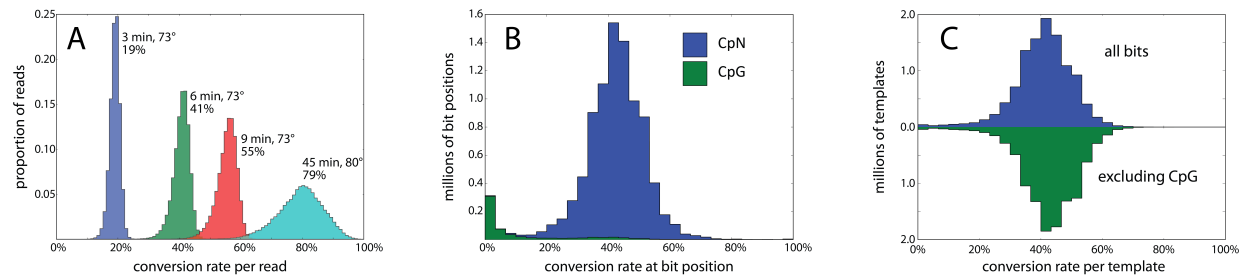 A
proportion of reads
0.25
0.20
0.15
0.10
0.05
3 min, 73°
19%
6 min, 73°
41%
9 min, 73°
55%
45 min, 80°
79%
0% 20% 40% 60% 80% 100%
conversion rate per read
B
millions of bit positions
1.6
1.4
1.2
1.0
0.8
0.6
0.4
0.2
CpN
CpG
0% 20% 40% 60% 80% 100%
conversion rate at bit position
C
millions of templates
2.0
1.0
0.0
1.0
2.0
all bits
excluding CpG
0% 20% 40% 60% 80% 100%
conversion rate per template